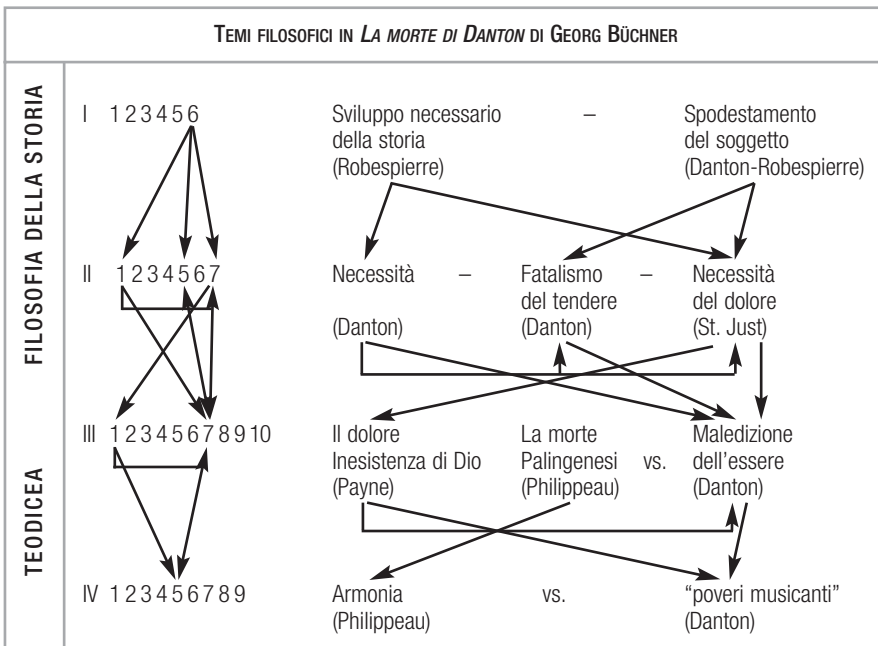 TEMI FILOSOFICI IN LA MORTE DI DANTON DI GEORG BÜCHNER
FILOSOFIA DELLA STORIA
I 1 2 3 4 5 6
Sviluppo necessario
della storia
(Robespierre)
–
Spodestamento
del soggetto
(Danton-Robespierre)
II 1 2 3 4 5 6 7
Necessità
(Danton)
–
Fatalismo
del tendere
(Danton)
–
Necessità
del dolore
(St. Just)
TEODICEA
III 1 2 3 4 5 6 7 8 9 10
Il dolore
Inesistenza di Dio
(Payne)
La morte
Palingenesi
(Philippeau)
vs.
Maledizione
dell'essere
(Danton)
IV 1 2 3 4 5 6 7 8 9
Armonia
(Philippeau)
vs.
“poveri musicanti”
(Danton)